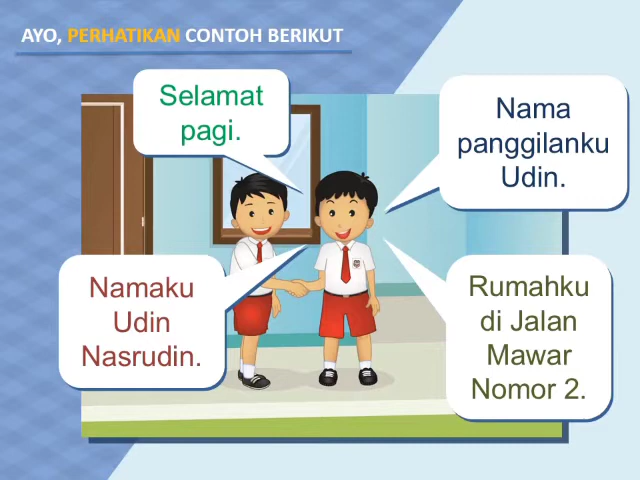 AYO, PERHATIKAN CONTOH BERIKUT
Selamat
pagi.
Namaku
Udin
Nasrudin.
Nama
panggilanku
Udin.
Rumahku
di Jalan
Mawar
Nomor 2.